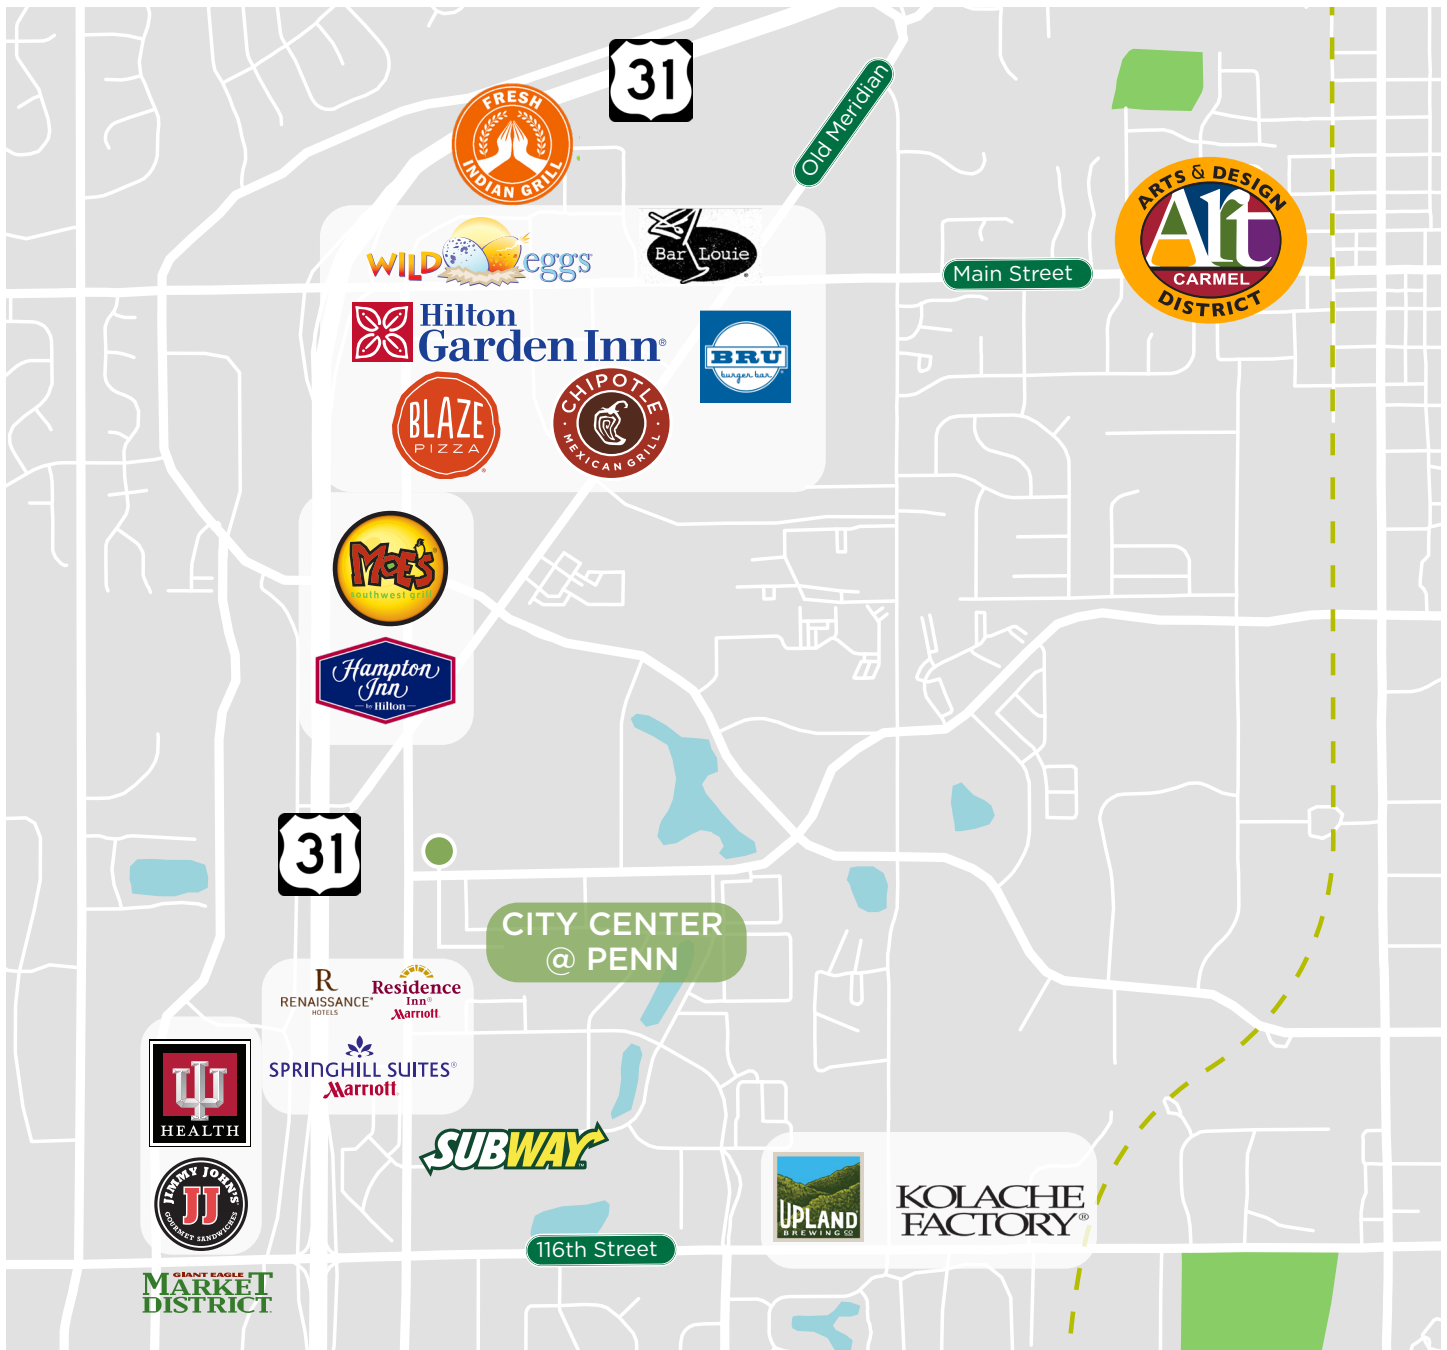 31
Old Meridian
FRESH
INDIAN GRILL
ARTS & DESIGN
Art
CARMEL
DISTRICT
WILD eggs
Bar Louie
Main Street
Hilton
Garden Inn®
BRU
burger bar
BLAZE
PIZZA
CHIPOTLE
MEXICAN GRILL
MOE'S
southwest grill
Hampton
Inn
by Hilton
31
CITY CENTER
@ PENN
R
RENAISSANCE®
HOTELS
Residence
Inn®
Marriott
SPRINGHILL SUITES®
Marriott
IU
HEALTH
SUBWAY
JIMMY JOHN'S
JJ
GOURMET SANDWICHES
UPLAND
BREWING CO
KOLACHE
FACTORY®
116th Street
GIANT EAGLE
MARKET
DISTRICT